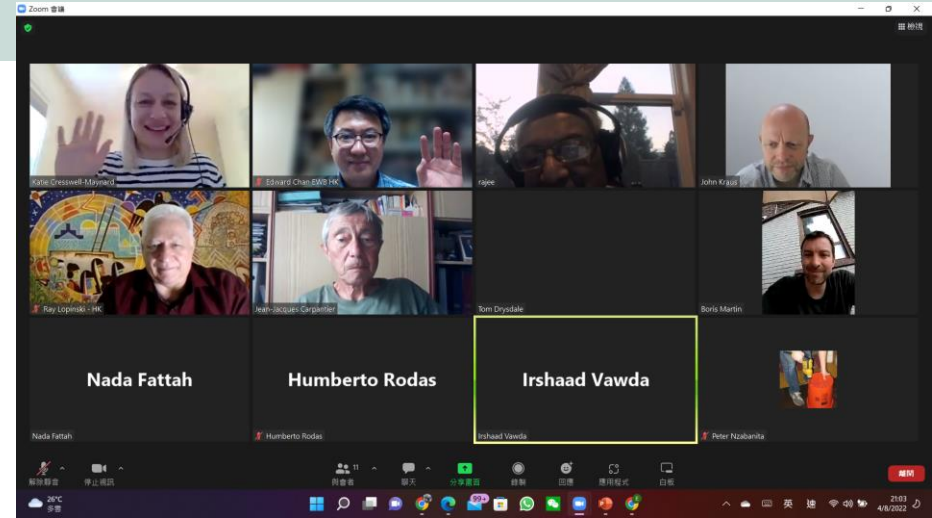 Zoom 會議
檢視
Katie Cresswell-Maynard
Edward Chan EWB HK
rajee
John Kraus
Ray Lopinski - HK
Jean-Jacques Carpantier
Tom Drysdale
Boris Martin
Nada Fattah
Humberto Rodas
Irshaad Vawda
Nada Fattah
Humberto Rodas
Irshaad Vawda
Peter Nzabanita
11
解除靜音
停止視訊
與會者
聊天
分享畫面
錄製
回應
應用程式
白板
離開
26°C
多雲
99+
英
21:03
4/8/2022